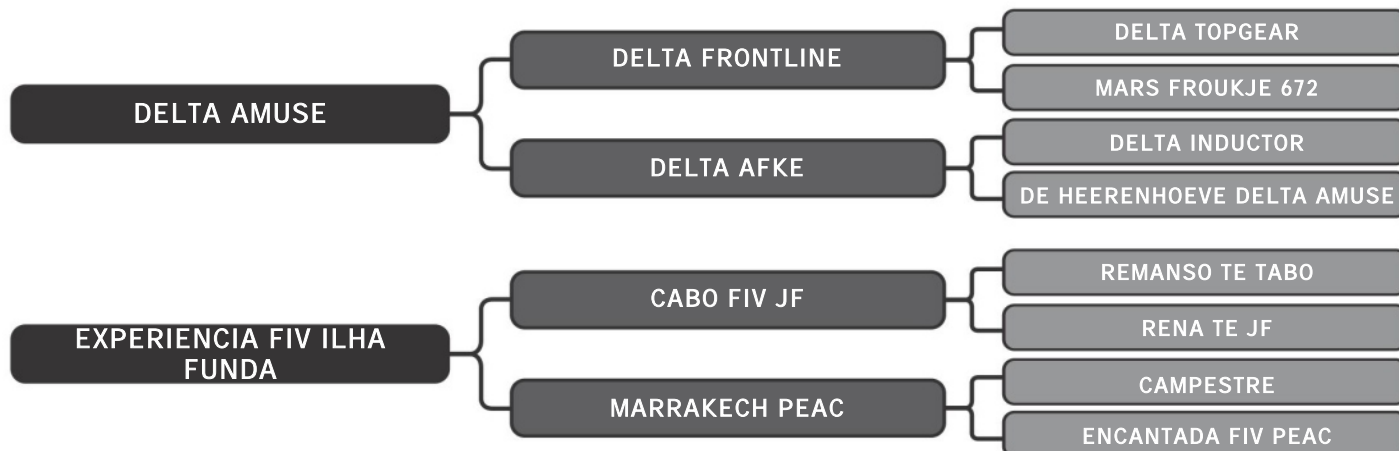 DELTA AMUSE
DELTA FRONTLINE
DELTA TOPGEAR
MARS FROUKJE 672
DELTA AFKE
DELTA INDUCTOR
DE HEERENHOEVE DELTA AMUSE
EXPERIENCIA FIV ILHA
FUNDA
CABO FIV JF
REMANSO TE TABO
RENA TE JF
MARRAKECH PEAC
CAMPESTRE
ENCANTADA FIV PEAC